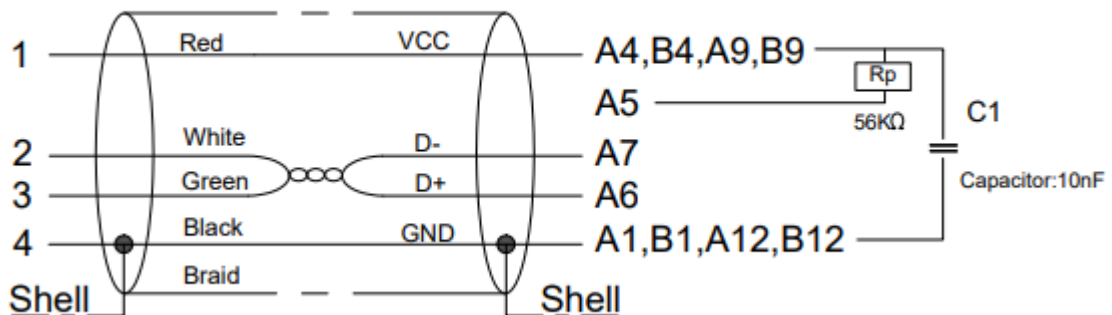 1 Red VCC A4,B4,A9,B9
Rp
A5
56KΩ
C1
2 White D- A7
3 Green D+ A6
Capacitor:10nF
4 Black GND A1,B1,A12,B12
Braid
Shell Shell